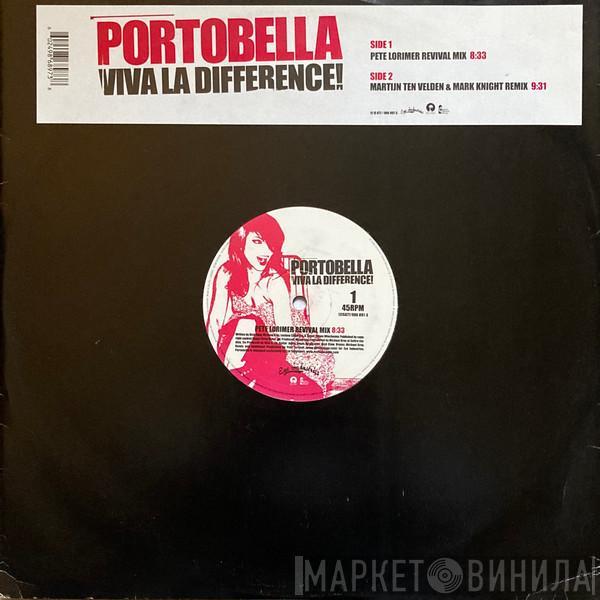 PORTOBELLA
VIVA LA DIFFERENCE!
SIDE 1
PETE LORIMER REVIVAL MIX 8:33
SIDE 2
MARTIJN TEN VELDEN & MARK KNIGHT REMIX 9:31
PORTOBELLA
VIVA LA DIFFERENCE!
1
45RPM
PETE LORIMER REVIVAL MIX 8:33
МАРКЕТ ВИНИЛА